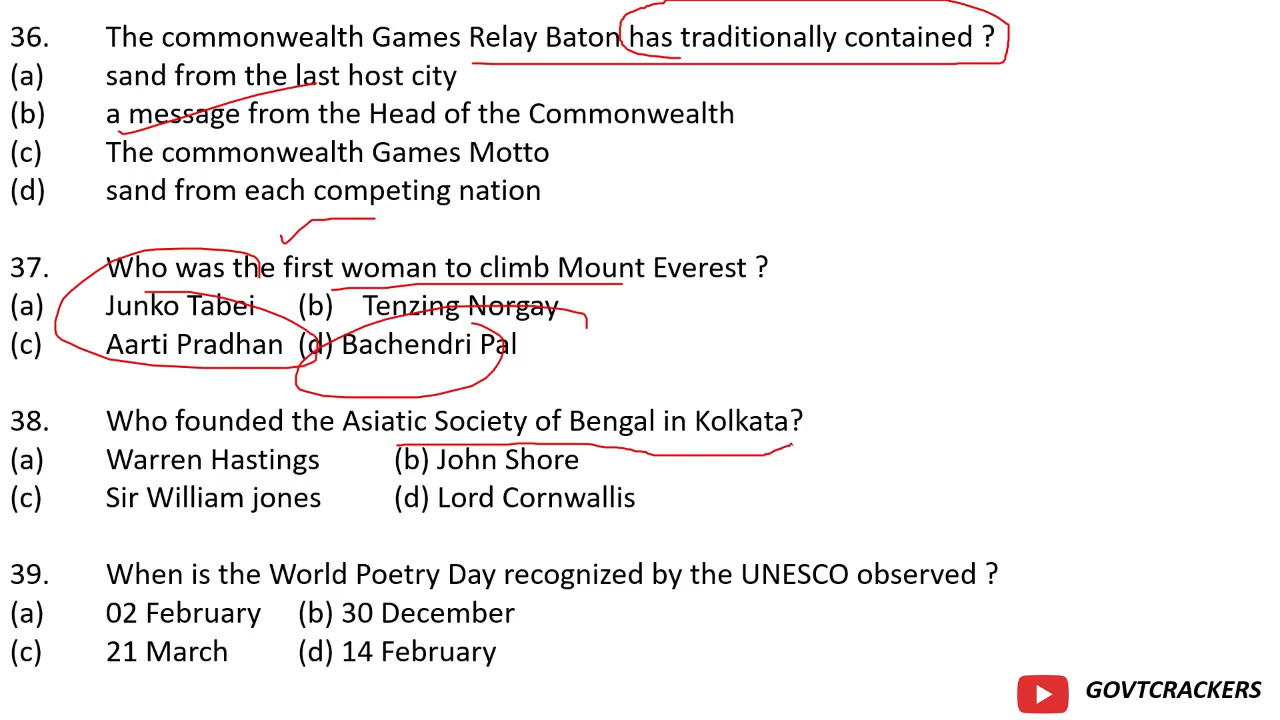 36. The commonwealth Games Relay Baton has traditionally contained ?
(a) sand from the last host city
(b) a message from the Head of the Commonwealth
(c) The commonwealth Games Motto
(d) sand from each competing nation
37. Who was the first woman to climb Mount Everest ?
(a) Junko Tabei (b) Tenzing Norgay
(c) Aarti Pradhan (d) Bachendri Pal
38. Who founded the Asiatic Society of Bengal in Kolkata?
(a) Warren Hastings (b) John Shore
(c) Sir William jones (d) Lord Cornwallis
39. When is the World Poetry Day recognized by the UNESCO observed ?
(a) 02 February (b) 30 December
(c) 21 March (d) 14 February
GOVTCRACKERS